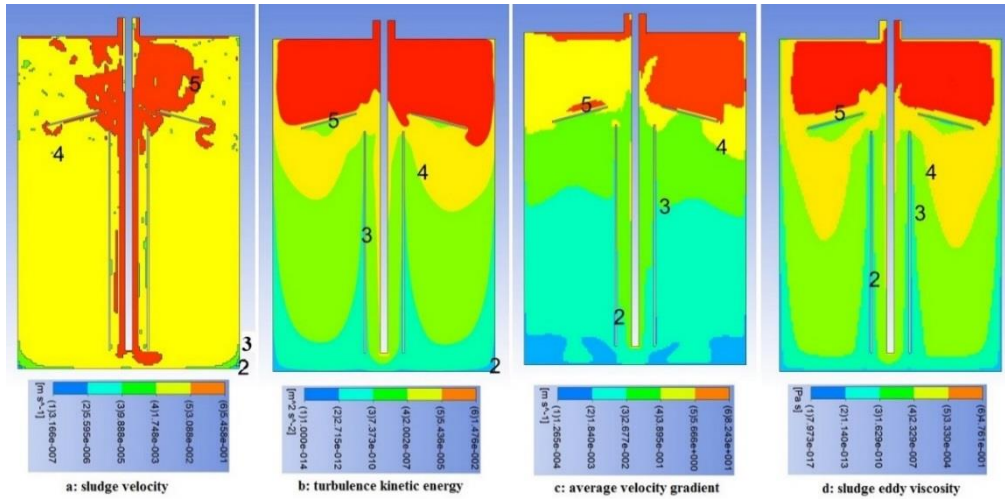 5
4
3
2
5
4
3
2
5
4
3
2
5
4
3
2
[m s^-1]
(1)3.166e-007
(2)5.595e-006
(3)9.888e-005
(4)1.748e-003
(5)3.088e-002
(6)5.458e-001
[m^2 s^-2]
(1)1.000e-014
(2)2.715e-012
(3)7.373e-010
(4)2.002e-007
(5)5.436e-005
(6)1.476e-002
[m s^-1]
(1)1.265e-004
(2)1.840e-003
(3)2.677e-002
(4)3.895e-001
(5)5.666e+000
(6)8.243e+001
[Pa s]
(1)7.973e-017
(2)1.140e-013
(3)1.629e-010
(4)2.329e-007
(5)3.330e-004
(6)4.761e-001
a: sludge velocity
b: turbulence kinetic energy
c: average velocity gradient
d: sludge eddy viscosity